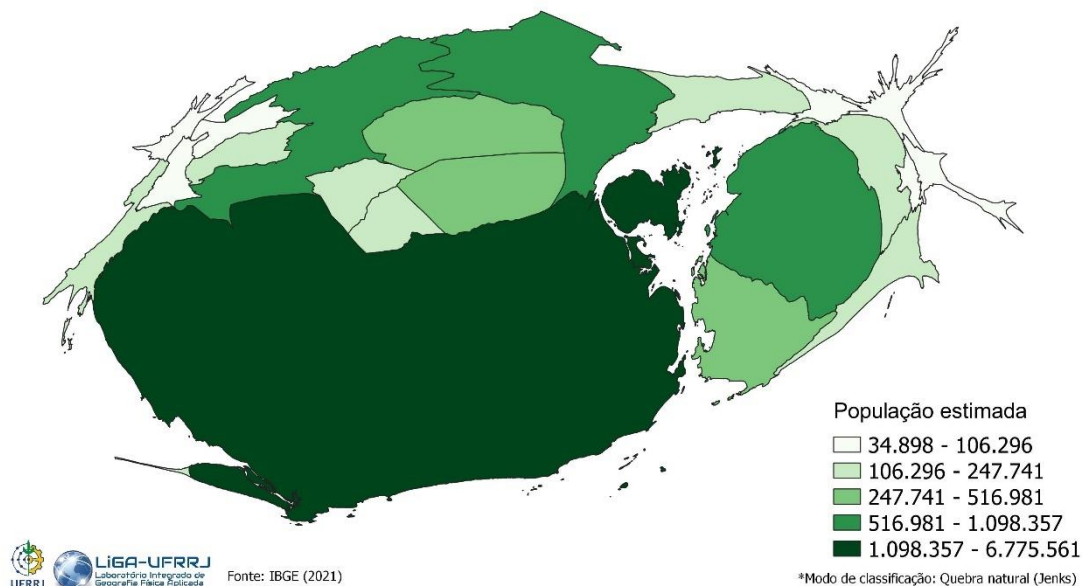 População estimada
34.898 - 106.296
106.296 - 247.741
247.741 - 516.981
516.981 - 1.098.357
1.098.357 - 6.775.561
UFRRJ
LiGA-UFRRJ
Laboratório Integrado de
Geografia Física Aplicada
Fonte: IBGE (2021)
*Modo de classificação: Quebra natural (Jenks)